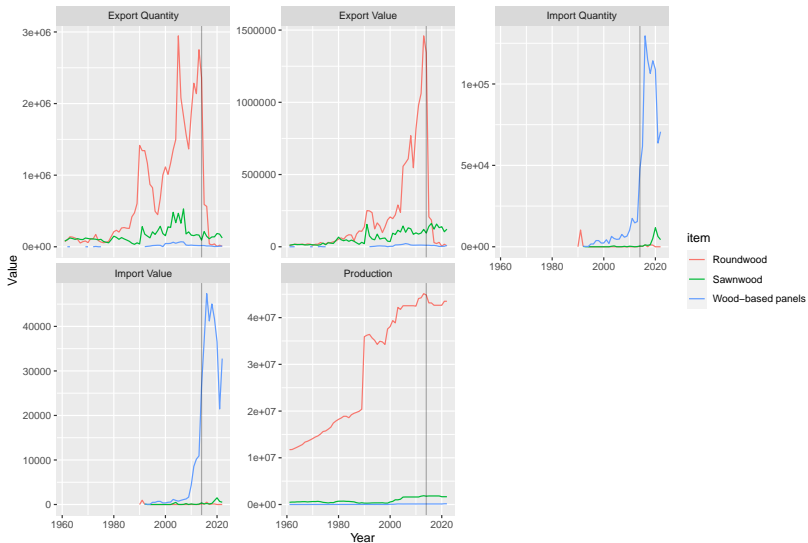 Export Quantity
Export Value
Import Quantity
3e+06
2e+06
1e+06
0e+00
1500000
1000000
500000
0
1e+05
5e+04
0e+00
1960 1980 2000 2020
Value
item
Roundwood
Sawnwood
Wood−based panels
Import Value
Production
40000
30000
20000
10000
0
4e+07
3e+07
2e+07
1e+07
0e+00
1960 1980 2000 2020
1960 1980 2000 2020
Year